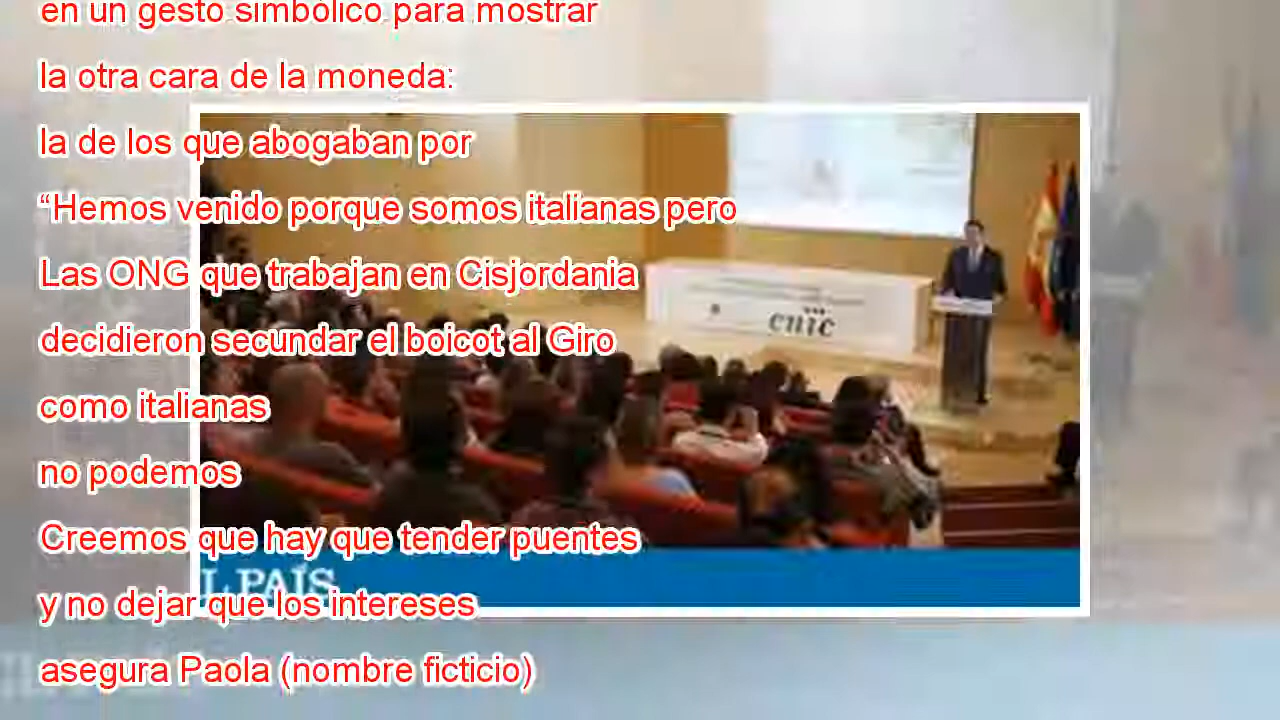 en un gesto simbólico para mostrar
la otra cara de la moneda:
la de los que abogaban por
“Hemos venido porque somos italianas pero
Las ONG que trabajan en Cisjordania
cnic
decidieron secundar el boicot al Giro
como italianas
no podemos
Creemos que hay que tender puentes
L PAÍS
y no dejar que los intereses
asegura Paola (nombre ficticio)